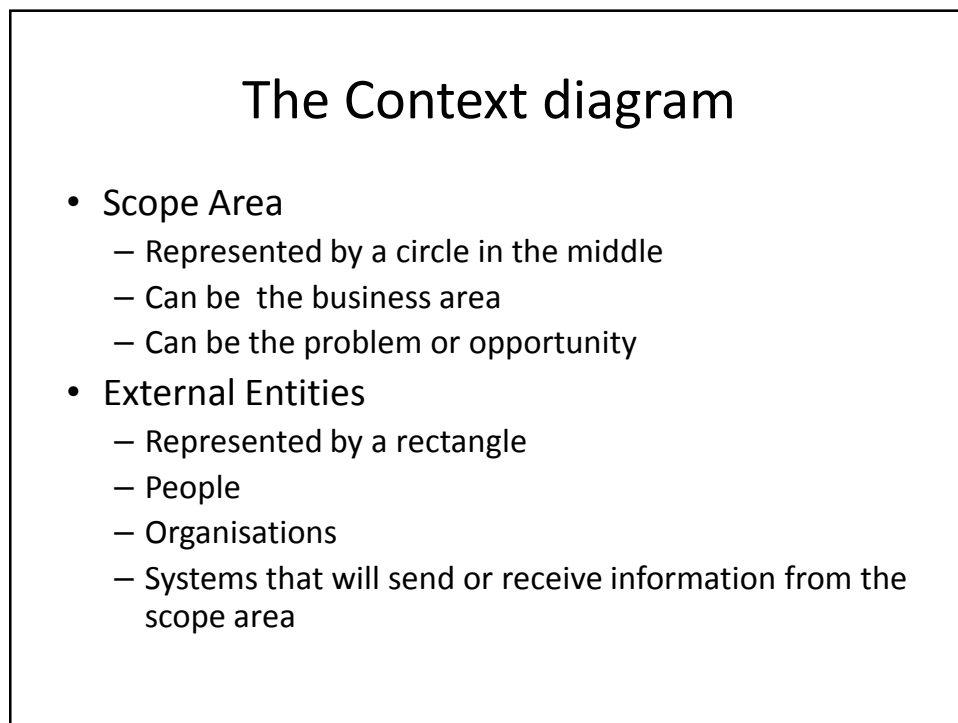 The Context diagram
• Scope Area
– Represented by a circle in the middle
– Can be  the business area
– Can be the problem or opportunity
• External Entities
– Represented by a rectangle
– People
– Organisations
– Systems that will send or receive information from the
scope area